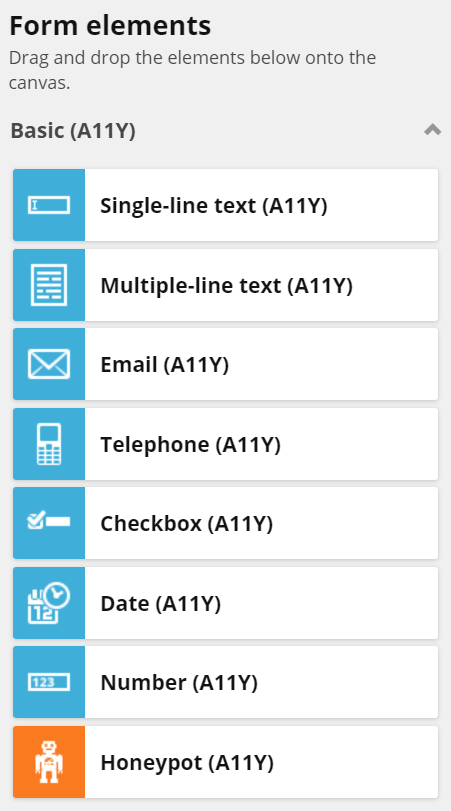 Form elements
Drag and drop the elements below onto the
canvas.
Basic (A11Y)
Single-line text (A11Y)
Multiple-line text (A11Y)
Email (A11Y)
Telephone (A11Y)
Checkbox (A11Y)
12
Date (A11Y)
123
Number (A11Y)
Honeypot (A11Y)